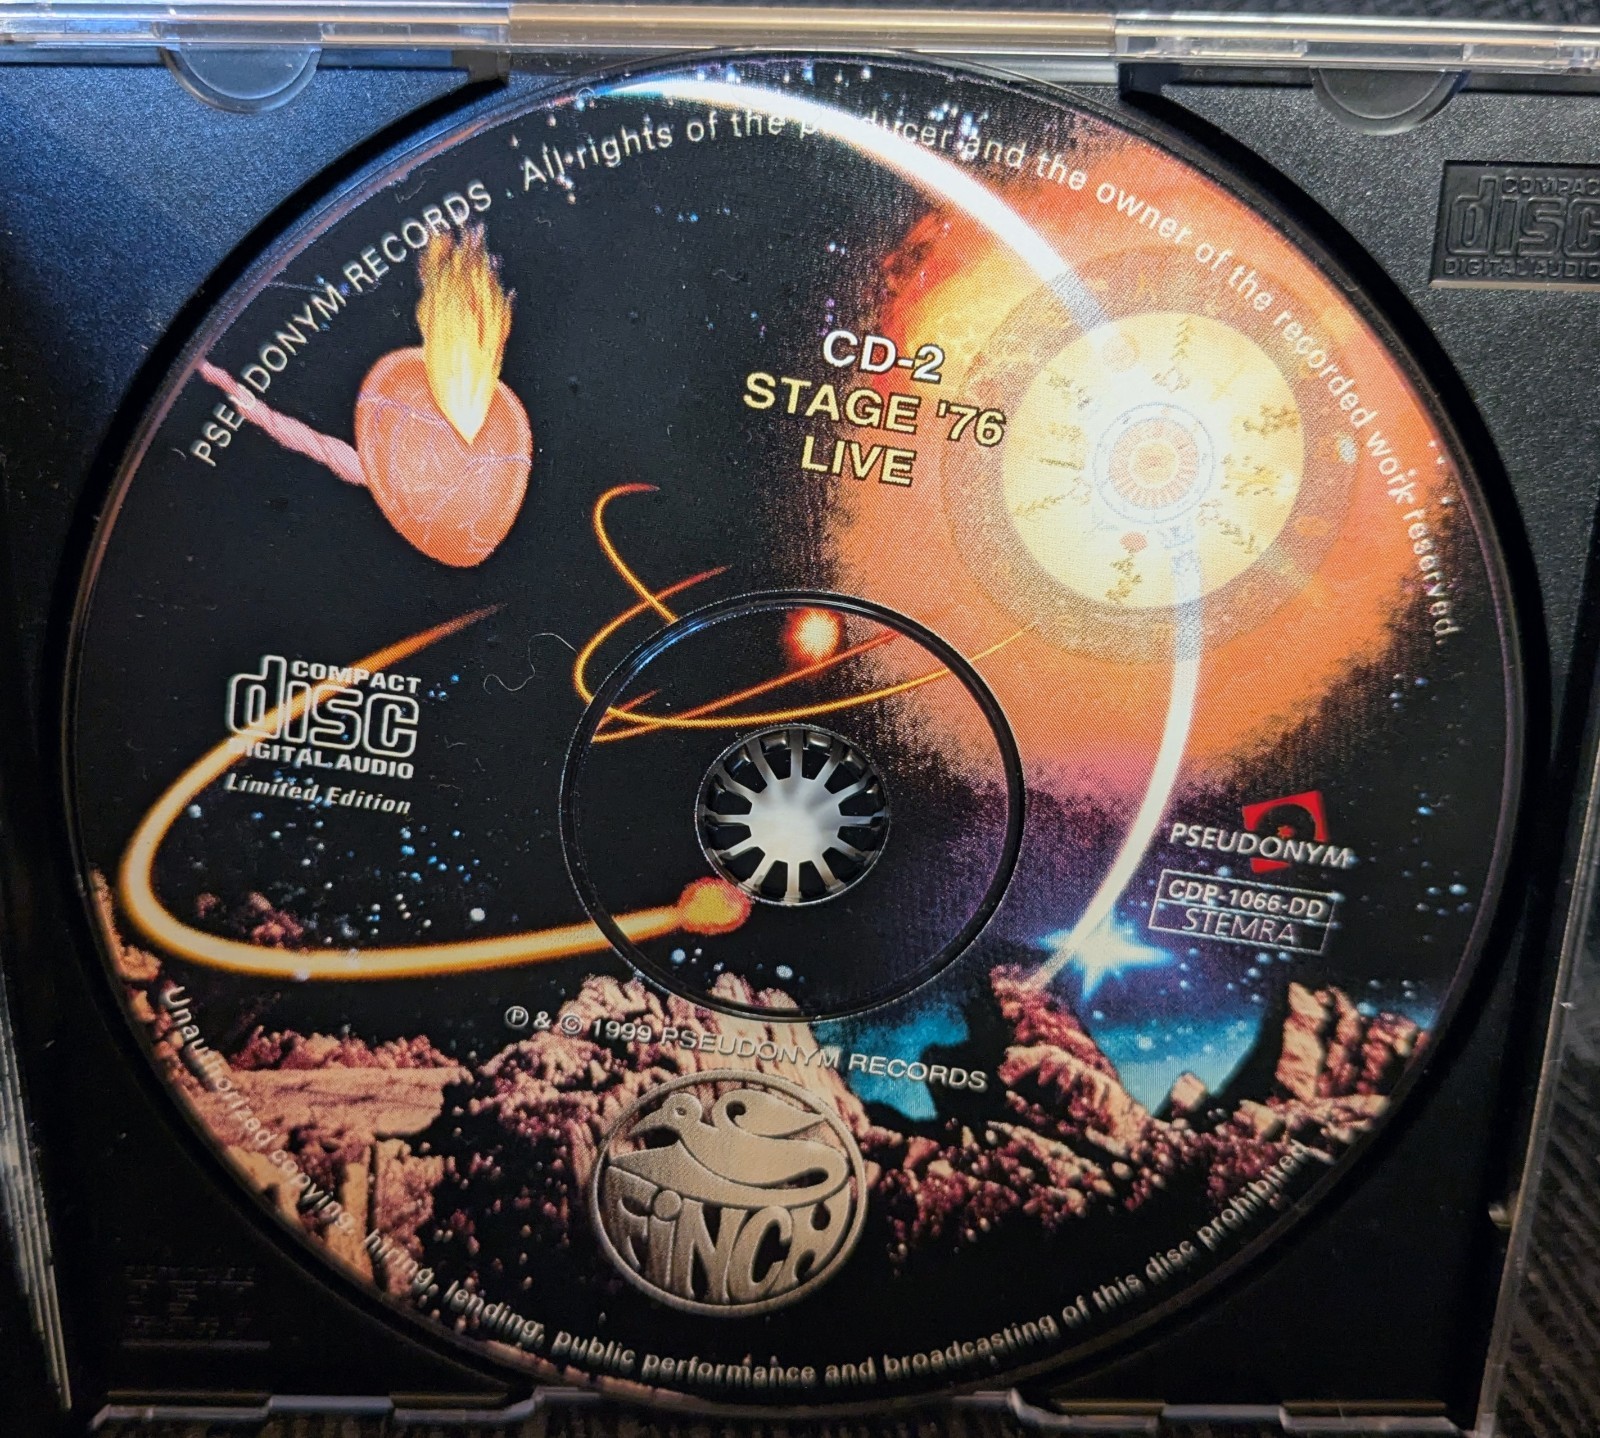 PSEUDONYM RECORDS . All rights of the producer and the owner of the recorded work reserved
COMPACT
disc
DIGITAL AUDIO
CD-2
STAGE '76
LIVE
COMPACT
disc
DIGITAL AUDIO
Limited Edition
PSEUDONYM
CDP-1066-DD
STEMRA
℗ & © 1999 PSEUDONYM RECORDS
FiNCH
Unauthorized copying, hiring, lending, public performance and broadcasting of this disc prohibited